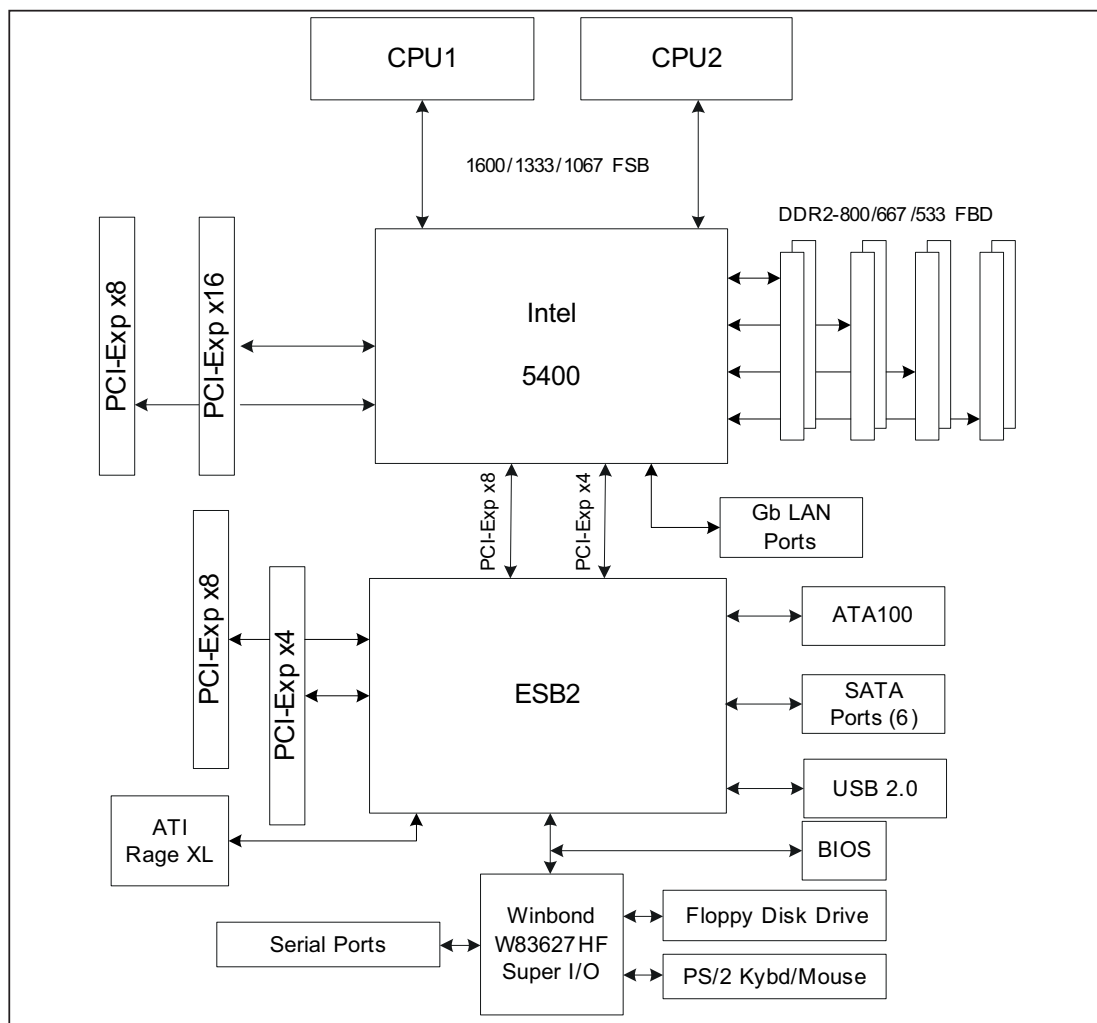 CPU1
CPU2
1600/1333/1067 FSB
DDR2-800/667/533 FBD
PCI-Exp x8
PCI-Exp x16
Intel
5400
PCI-Exp x8
PCI-Exp x4
Gb LAN
Ports
PCI-Exp x8
PCI-Exp x4
ESB2
ATA100
SATA
Ports (6)
USB 2.0
ATI
Rage XL
BIOS
Winbond
W83627HF
Super I/O
Floppy Disk Drive
Serial Ports
PS/2 Kybd/Mouse